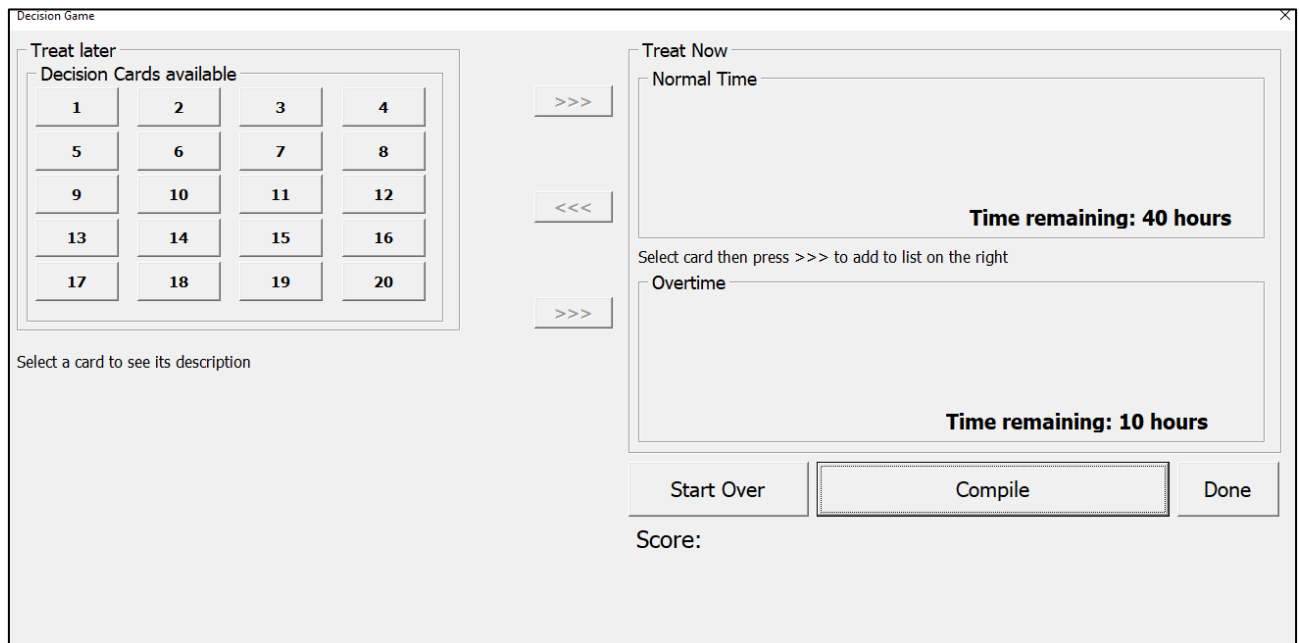 Decision Game
Treat later
Decision Cards available
1 2 3 4
5 6 7 8
9 10 11 12
13 14 15 16
17 18 19 20
Select a card to see its description
>>>
<<<
>>>
Treat Now
Normal Time
Time remaining: 40 hours
Select card then press >>> to add to list on the right
Overtime
Time remaining: 10 hours
Start Over Compile Done
Score: